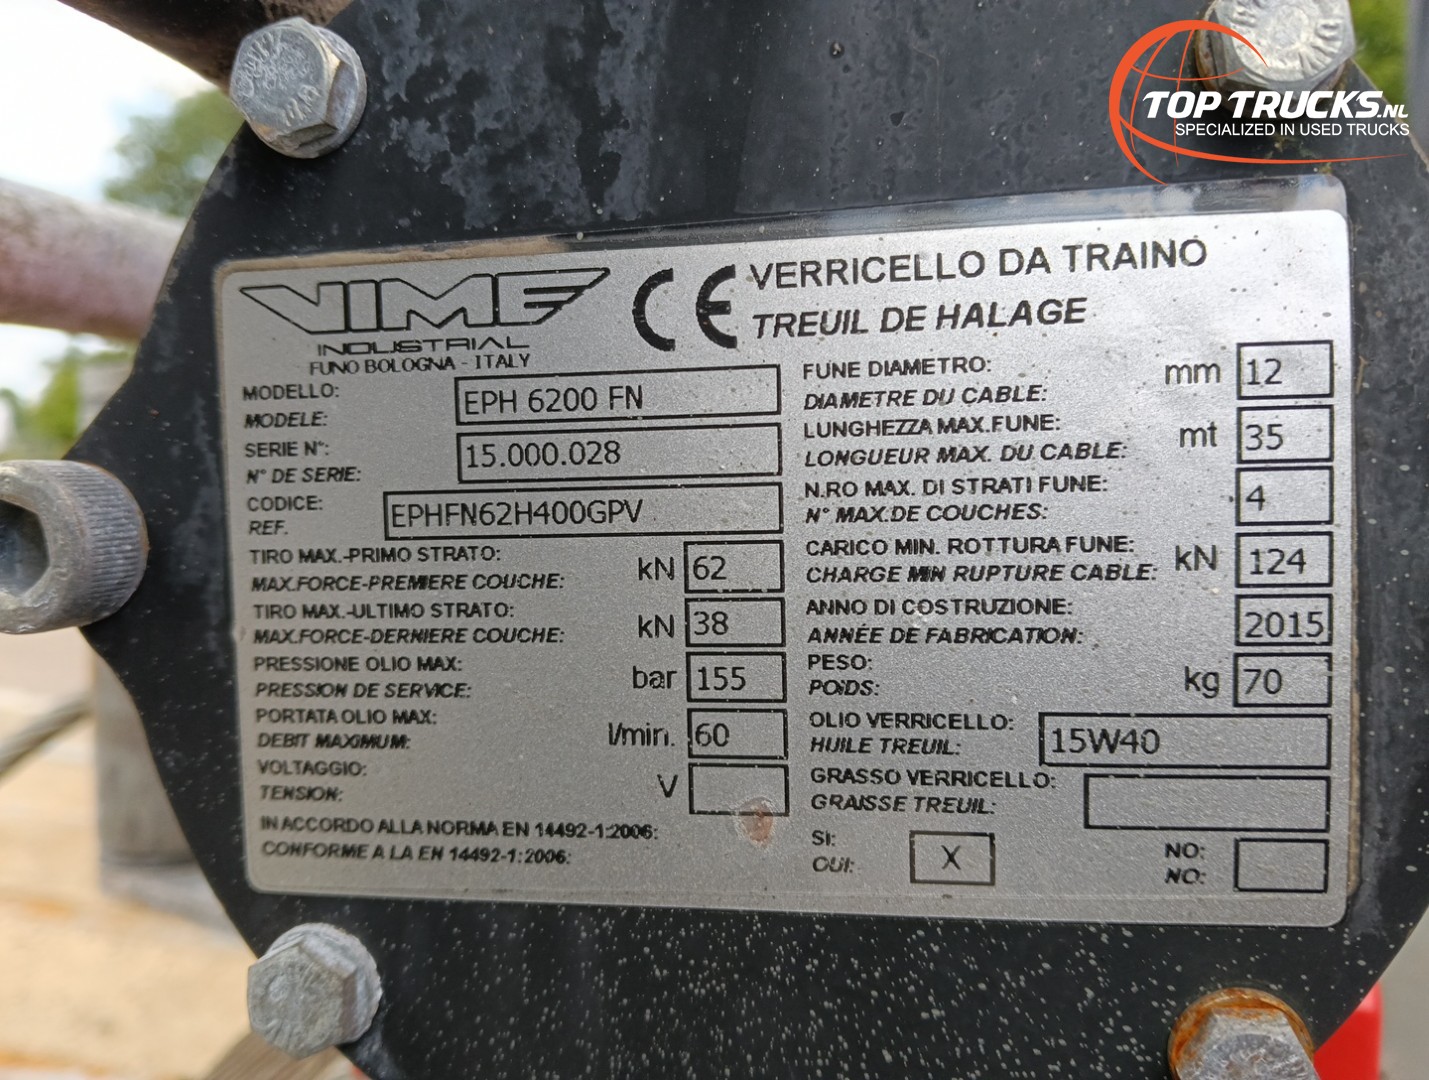 TOP TRUCKS.NL
SPECIALIZED IN USED TRUCKS
VIME
INDUSTRIAL
FUNO BOLOGNA - ITALY
CE
VERRICELLO DA TRAINO
TREUIL DE HALAGE
MODELLO:
MODELE:
EPH 6200 FN
SERIE N°:
N° DE SERIE:
15.000.028
CODICE:
REF.
EPHFN62H400GPV
TIRO MAX.-PRIMO STRATO:
MAX.FORCE-PREMIERE COUCHE:
kN 62
TIRO MAX.-ULTIMO STRATO:
MAX.FORCE-DERNIERE COUCHE:
kN 38
PRESSIONE OLIO MAX:
PRESSION DE SERVICE:
bar 155
PORTATA OLIO MAX:
DEBIT MAXIMUM:
l/min. 60
VOLTAGGIO:
TENSION:
V
IN ACCORDO ALLA NORMA EN 14492-1:2006:
CONFORME A LA EN 14492-1:2006:
FUNE DIAMETRO:
DIAMETRE DU CABLE:
mm 12
LUNGHEZZA MAX.FUNE:
LONGUEUR MAX. DU CABLE:
mt 35
N.RO MAX. DI STRATI FUNE:
N° MAX.DE COUCHES:
4
CARICO MIN. ROTTURA FUNE:
CHARGE MIN RUPTURE CABLE:
kN 124
ANNO DI COSTRUZIONE:
ANNÉE DE FABRICATION:
2015
PESO:
POIDS:
kg 70
OLIO VERRICELLO:
HUILE TREUIL:
15W40
GRASSO VERRICELLO:
GRAISSE TREUIL:
SI:
OUI:
X
NO:
NO: